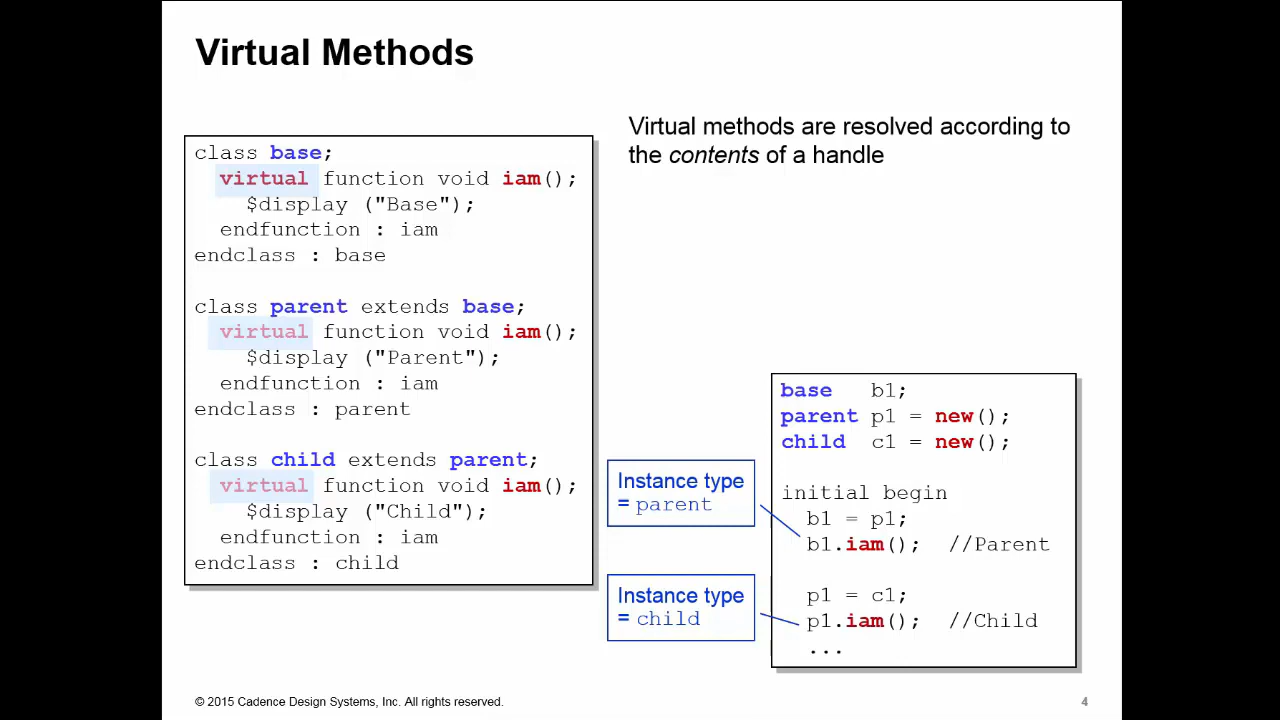 Virtual Methods
Virtual methods are resolved according to
the contents of a handle
class base;
  virtual function void iam();
    $display ("Base");
  endfunction : iam
endclass : base
class parent extends base;
  virtual function void iam();
    $display ("Parent");
  endfunction : iam
endclass : parent
class child extends parent;
  virtual function void iam();
    $display ("Child");
  endfunction : iam
endclass : child
Instance type
= parent
Instance type
= child
base   b1;
parent p1 = new();
child  c1 = new();
initial begin
  b1 = p1;
  b1.iam();  //Parent
  p1 = c1;
  p1.iam();  //Child
  ...
© 2015 Cadence Design Systems, Inc. All rights reserved.
4